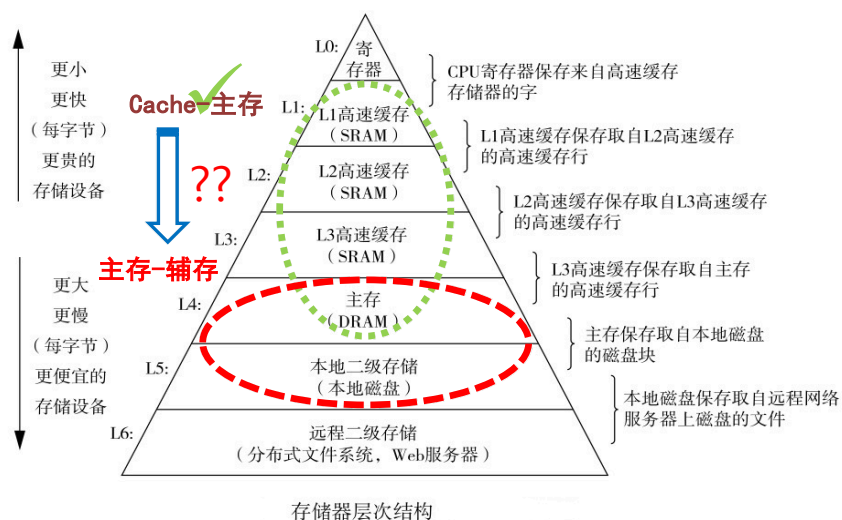 更小
更快
（每字节）
更贵的
存储设备
Cache-主存
??
主存-辅存
更大
更慢
（每字节）
更便宜的
存储设备
L0:
寄
存器
CPU寄存器保存来自高速缓存
存储器的字
L1:
L1高速缓存
（SRAM）
L1高速缓存保存取自L2高速缓存
的高速缓存行
L2:
L2高速缓存
（SRAM）
L2高速缓存保存取自L3高速缓存
的高速缓存行
L3:
L3高速缓存
（SRAM）
L3高速缓存保存取自主存
的高速缓存行
L4:
主存
（DRAM）
主存保存取自本地磁盘
的磁盘块
L5:
本地二级存储
（本地磁盘）
本地磁盘保存取自远程网络
服务器上磁盘的文件
L6:
远程二级存储
（分布式文件系统，Web服务器）
存储器层次结构